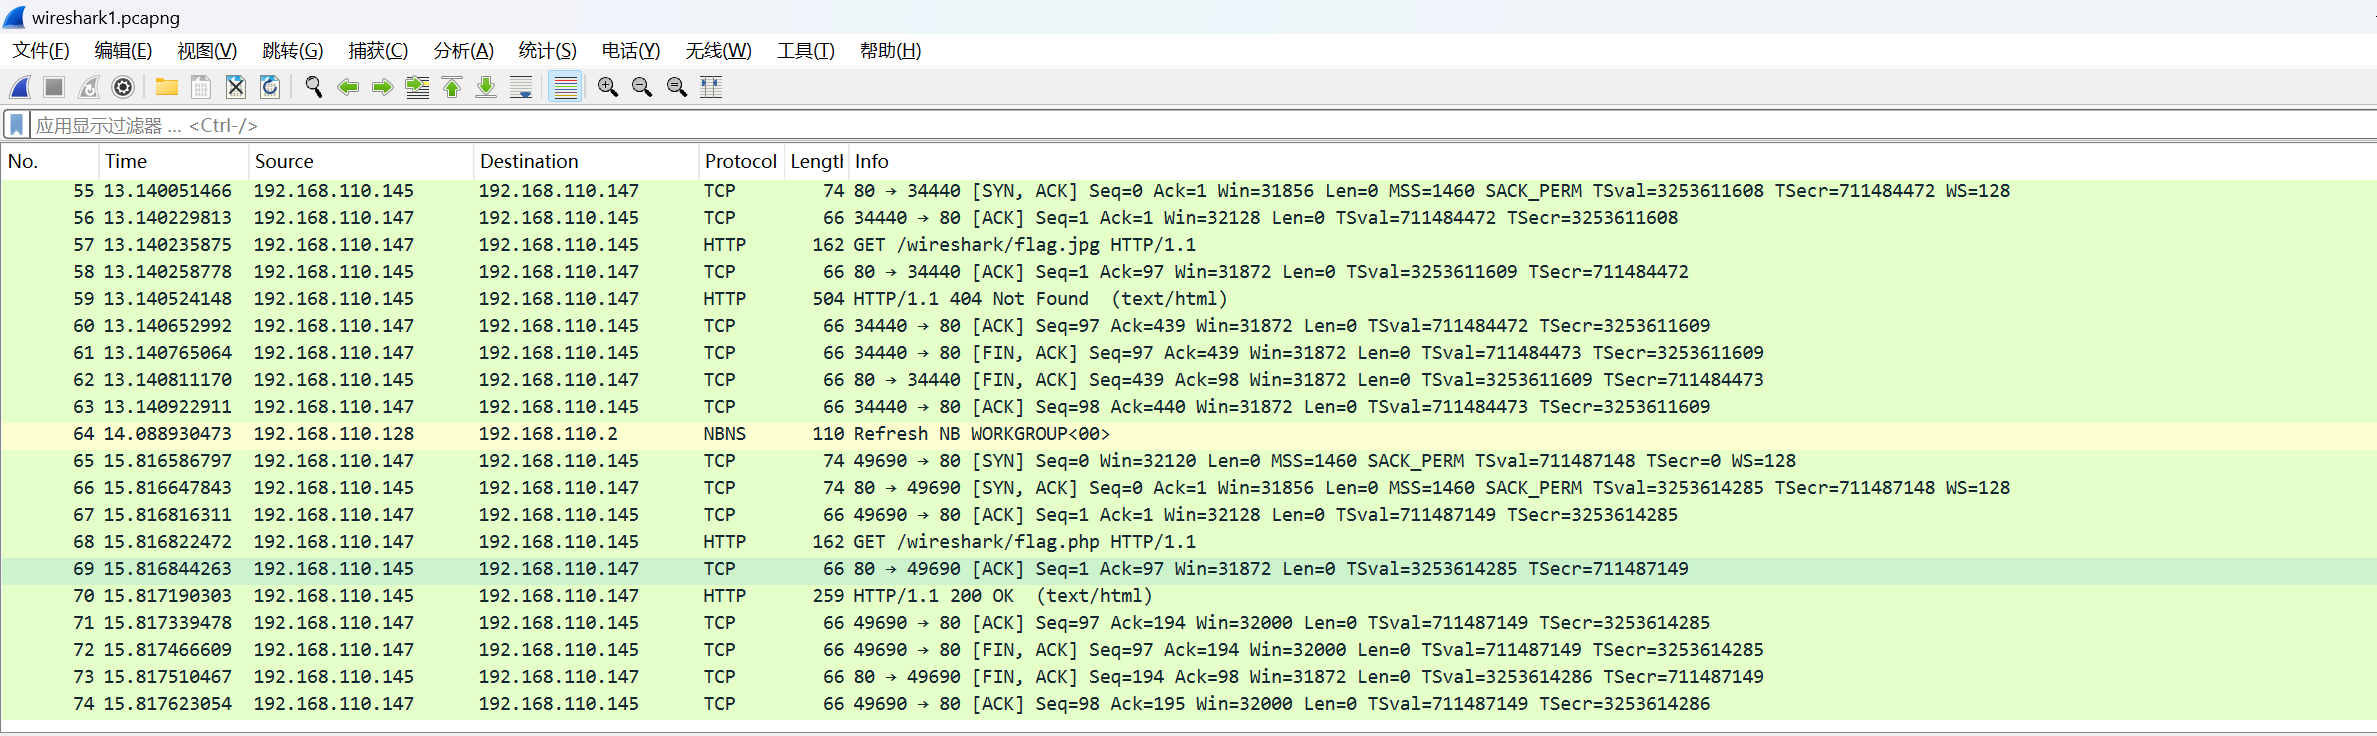 wireshark1.pcapng
文件(F) 编辑(E) 视图(V) 跳转(G) 捕获(C) 分析(A) 统计(S) 电话(Y) 无线(W) 工具(T) 帮助(H)
应用显示过滤器 … <Ctrl-/>
No. Time Source Destination Protocol Lengtl Info
55 13.140051466 192.168.110.145 192.168.110.147 TCP 74 80 → 34440 [SYN, ACK] Seq=0 Ack=1 Win=31856 Len=0 MSS=1460 SACK_PERM TSval=3253611608 TSecr=711484472 WS=128
56 13.140229813 192.168.110.147 192.168.110.145 TCP 66 34440 → 80 [ACK] Seq=1 Ack=1 Win=32128 Len=0 TSval=711484472 TSecr=3253611608
57 13.140235875 192.168.110.147 192.168.110.145 HTTP 162 GET /wireshark/flag.jpg HTTP/1.1
58 13.140258778 192.168.110.145 192.168.110.147 TCP 66 80 → 34440 [ACK] Seq=1 Ack=97 Win=31872 Len=0 TSval=3253611609 TSecr=711484472
59 13.140524148 192.168.110.145 192.168.110.147 HTTP 504 HTTP/1.1 404 Not Found (text/html)
60 13.140652992 192.168.110.147 192.168.110.145 TCP 66 34440 → 80 [ACK] Seq=97 Ack=439 Win=31872 Len=0 TSval=711484472 TSecr=3253611609
61 13.140765064 192.168.110.147 192.168.110.145 TCP 66 34440 → 80 [FIN, ACK] Seq=97 Ack=439 Win=31872 Len=0 TSval=711484473 TSecr=3253611609
62 13.140811170 192.168.110.145 192.168.110.147 TCP 66 80 → 34440 [FIN, ACK] Seq=439 Ack=98 Win=31872 Len=0 TSval=3253611609 TSecr=711484473
63 13.140922911 192.168.110.147 192.168.110.145 TCP 66 34440 → 80 [ACK] Seq=98 Ack=440 Win=31872 Len=0 TSval=711484473 TSecr=3253611609
64 14.088930473 192.168.110.128 192.168.110.2 NBNS 110 Refresh NB WORKGROUP<00>
65 15.816586797 192.168.110.147 192.168.110.145 TCP 74 49690 → 80 [SYN] Seq=0 Win=32120 Len=0 MSS=1460 SACK_PERM TSval=711487148 TSecr=0 WS=128
66 15.816647843 192.168.110.145 192.168.110.147 TCP 74 80 → 49690 [SYN, ACK] Seq=0 Ack=1 Win=31856 Len=0 MSS=1460 SACK_PERM TSval=3253614285 TSecr=711487148 WS=128
67 15.816816311 192.168.110.147 192.168.110.145 TCP 66 49690 → 80 [ACK] Seq=1 Ack=1 Win=32128 Len=0 TSval=711487149 TSecr=3253614285
68 15.816822472 192.168.110.147 192.168.110.145 HTTP 162 GET /wireshark/flag.php HTTP/1.1
69 15.816844263 192.168.110.145 192.168.110.147 TCP 66 80 → 49690 [ACK] Seq=1 Ack=97 Win=31872 Len=0 TSval=3253614285 TSecr=711487149
70 15.817190303 192.168.110.145 192.168.110.147 HTTP 259 HTTP/1.1 200 OK (text/html)
71 15.817339478 192.168.110.147 192.168.110.145 TCP 66 49690 → 80 [ACK] Seq=97 Ack=194 Win=32000 Len=0 TSval=711487149 TSecr=3253614285
72 15.817466609 192.168.110.147 192.168.110.145 TCP 66 49690 → 80 [FIN, ACK] Seq=97 Ack=194 Win=32000 Len=0 TSval=711487149 TSecr=3253614285
73 15.817510467 192.168.110.145 192.168.110.147 TCP 66 80 → 49690 [FIN, ACK] Seq=194 Ack=98 Win=31872 Len=0 TSval=3253614286 TSecr=711487149
74 15.817623054 192.168.110.147 192.168.110.145 TCP 66 49690 → 80 [ACK] Seq=98 Ack=195 Win=32000 Len=0 TSval=711487149 TSecr=3253614286